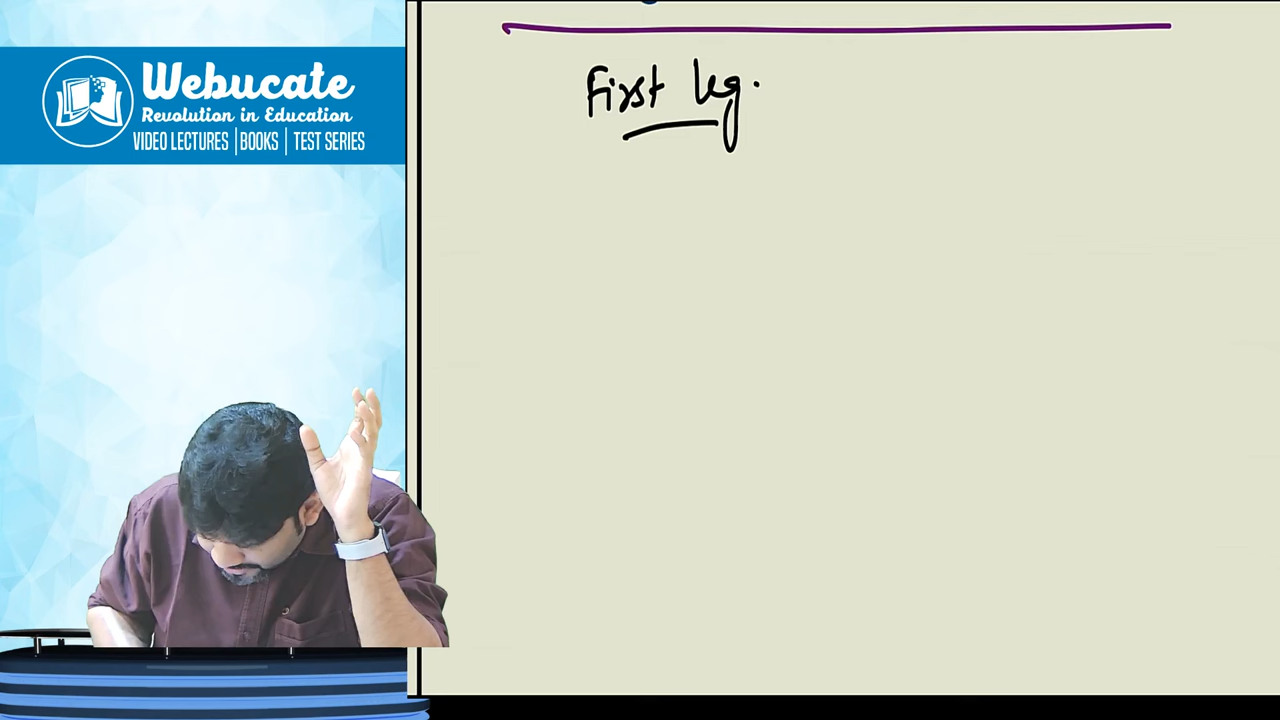 Webucate
Revolution in Education
VIDEO LECTURES | BOOKS | TEST SERIES
First leg.